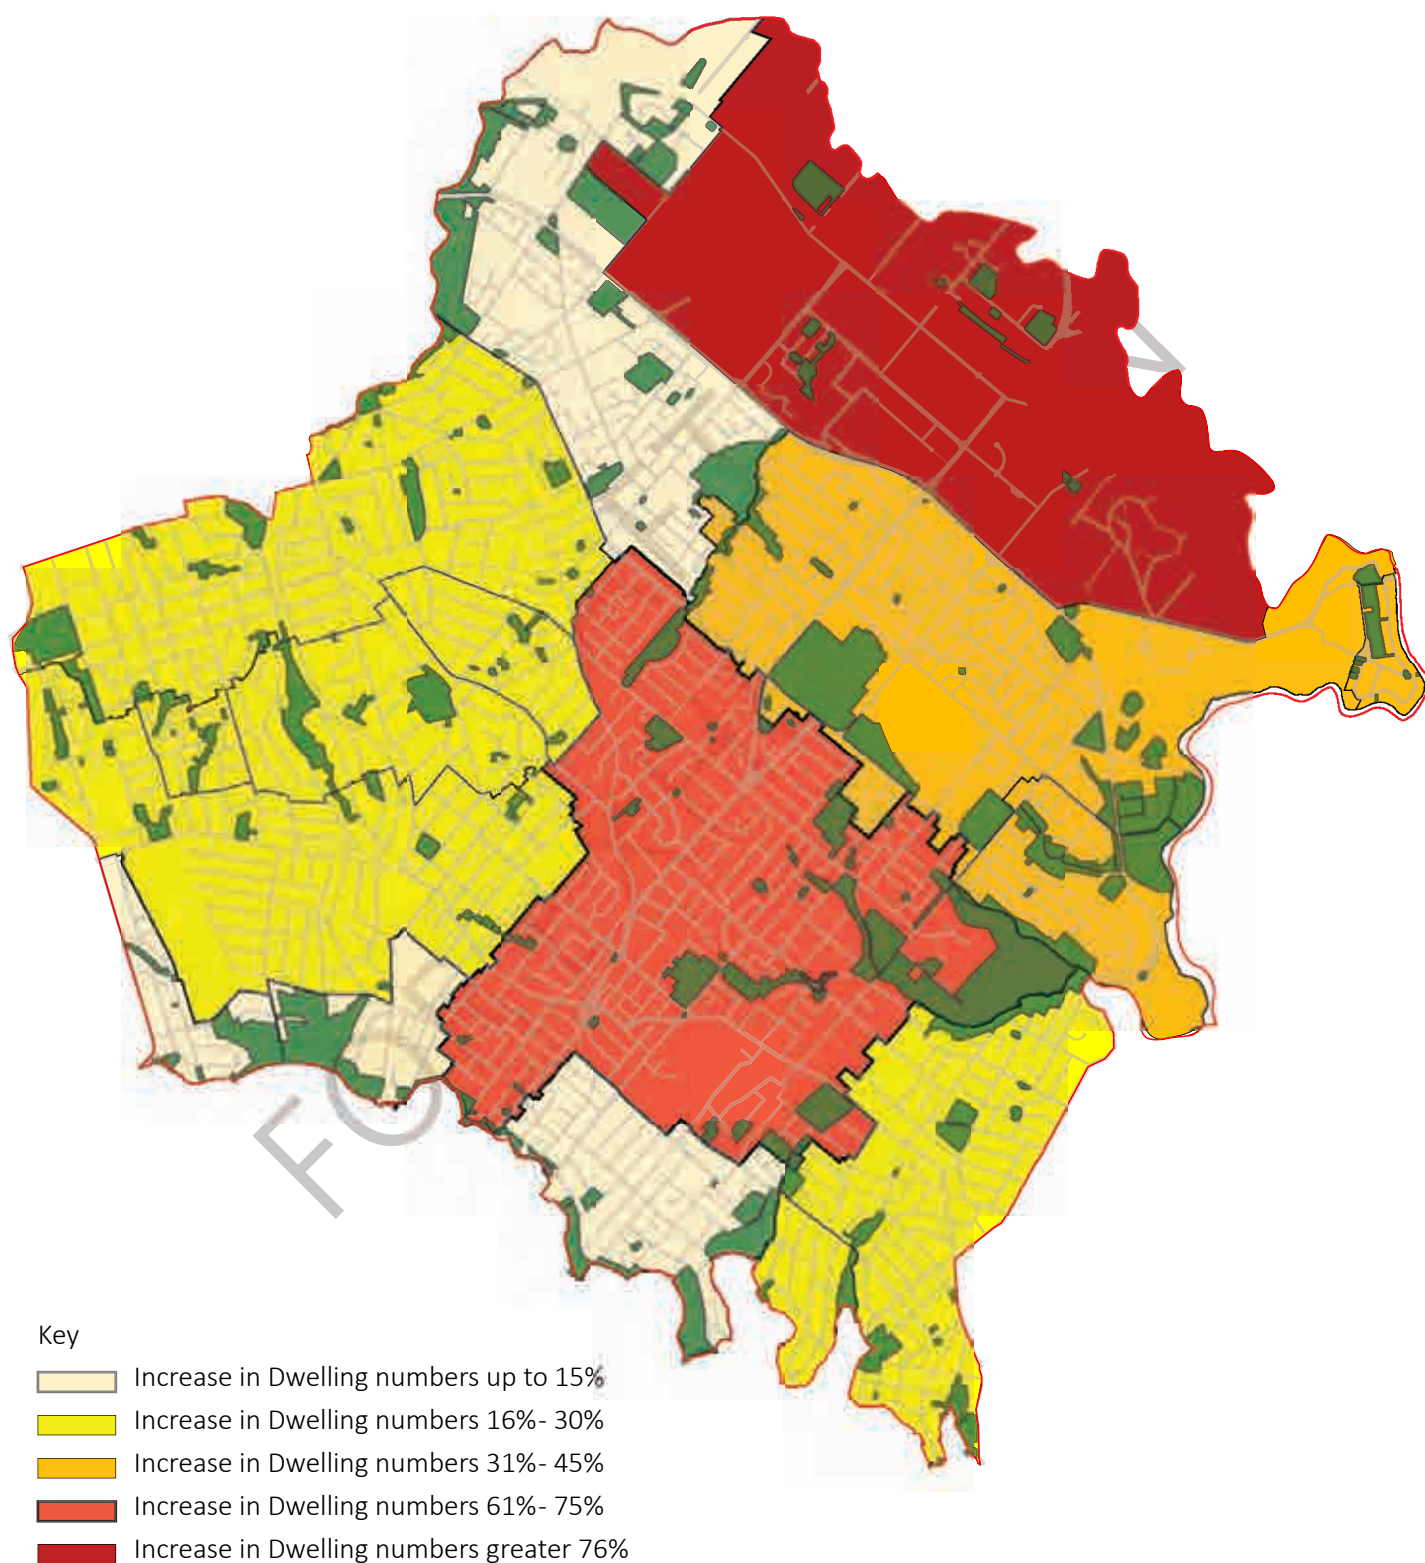 Key
Increase in Dwelling numbers up to 15%
Increase in Dwelling numbers 16%- 30%
Increase in Dwelling numbers 31%- 45%
Increase in Dwelling numbers 61%- 75%
Increase in Dwelling numbers greater 76%